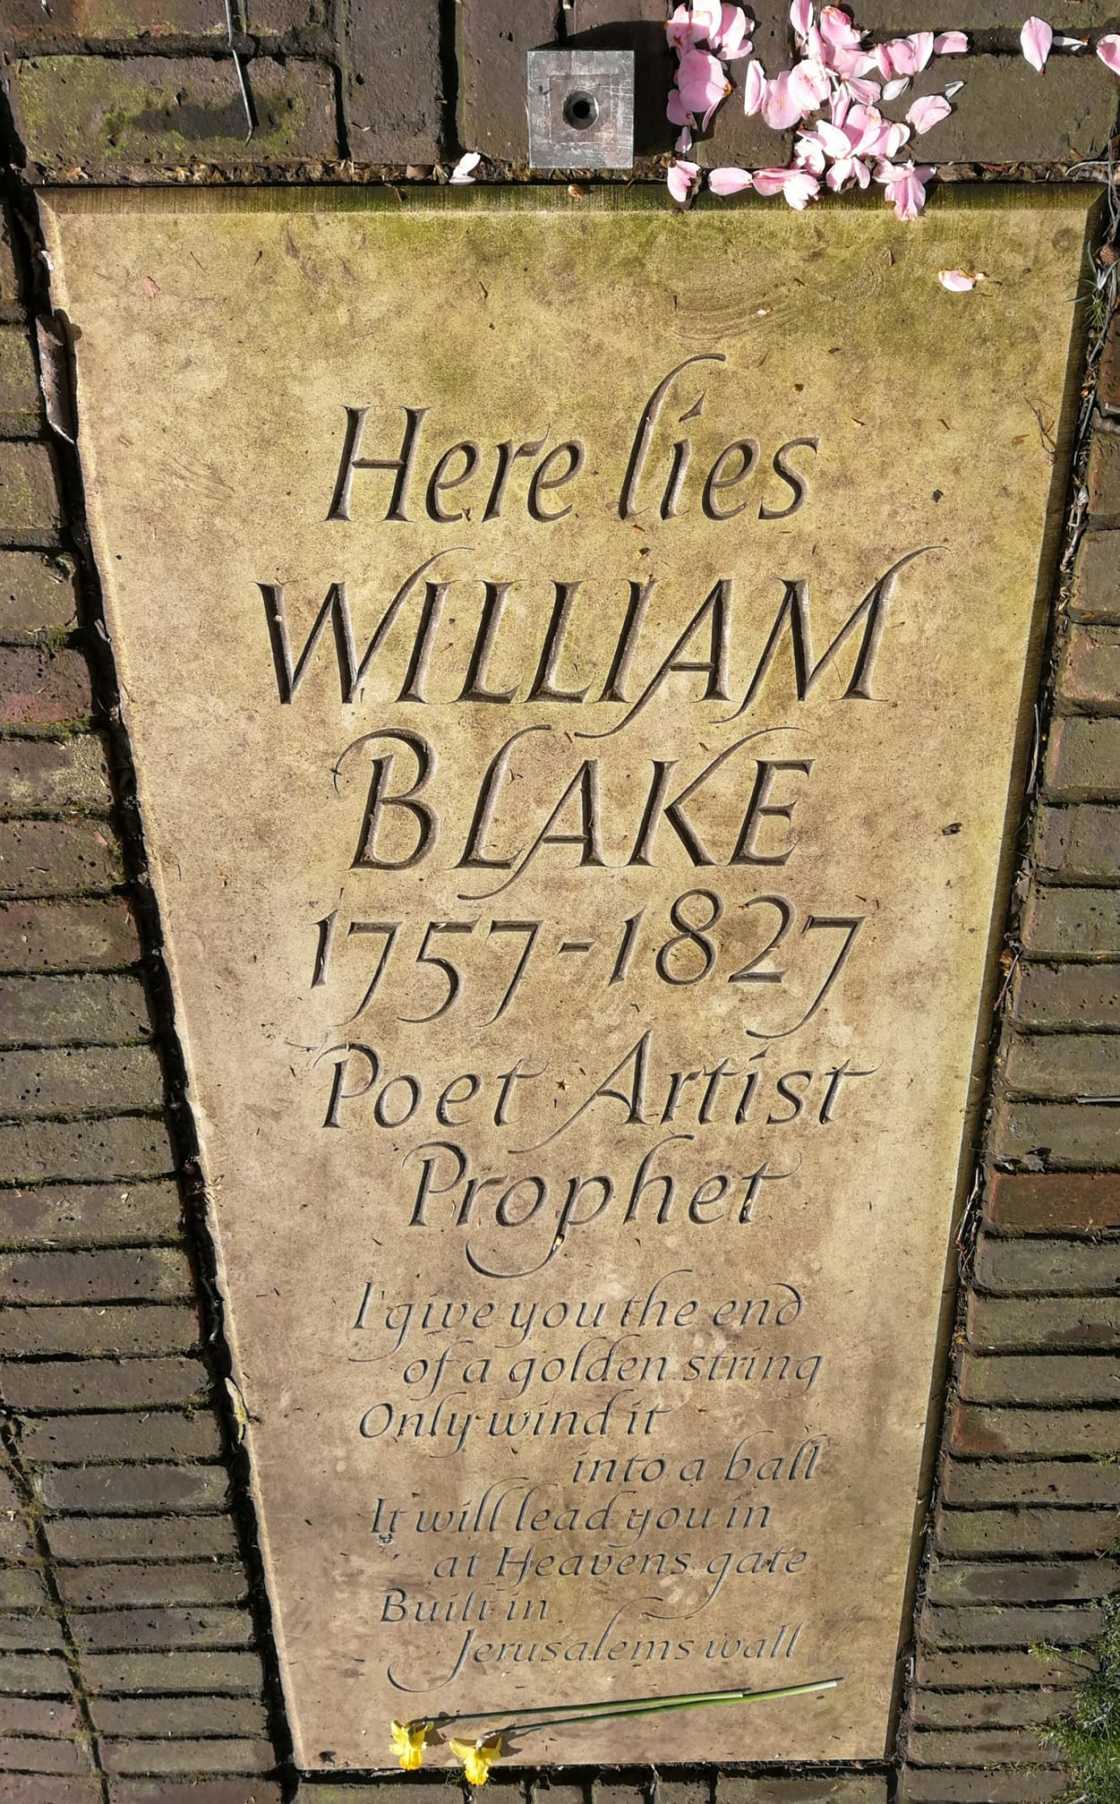 Here lies
WILLIAM
BLAKE
1757-1827
Poet Artist
Prophet
I give you the end
of a golden string
Only wind it
into a ball
It will lead you in
at Heavens gate
Built in
Jerusalems wall